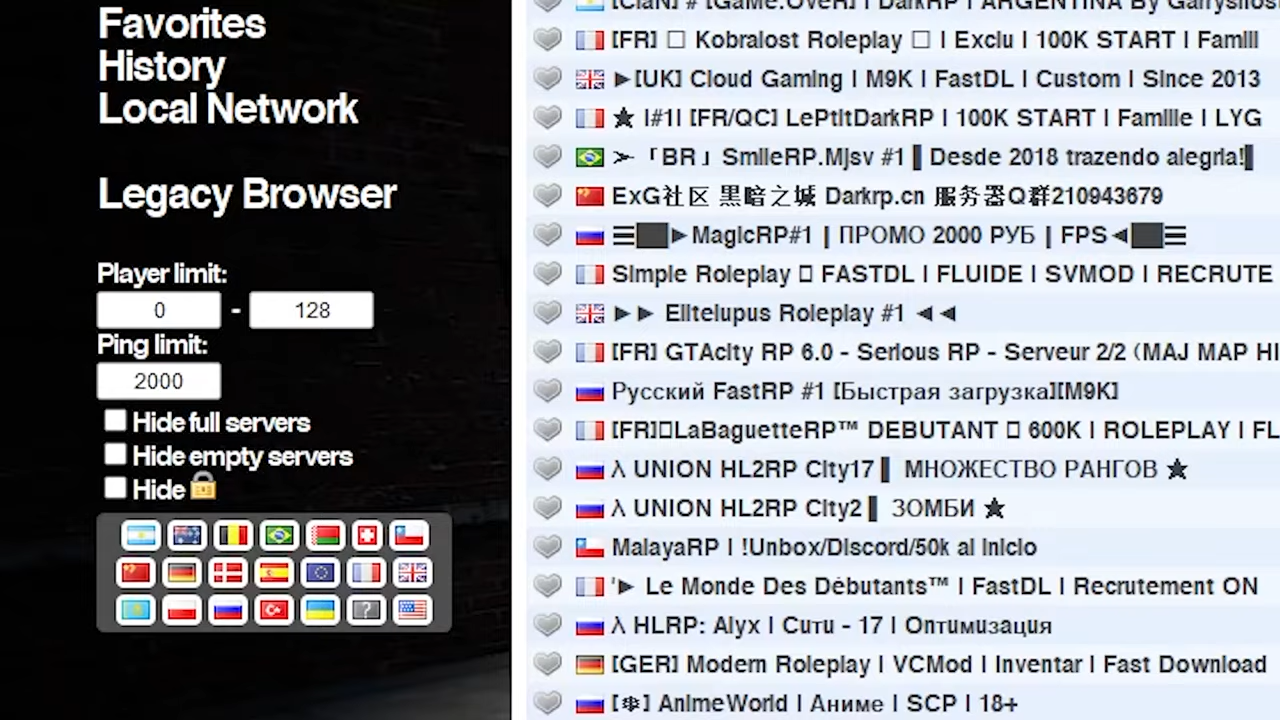 Favorites
History
Local Network
Legacy Browser
Player limit:
0 - 128
Ping limit:
2000
Hide full servers
Hide empty servers
Hide
?
[ClaN] # [GaMe.OveR] | DarkRP | ARGENTINA By
[FR] □ Kobralost Roleplay □ | Exclu | 100K START | Famill
►[UK] Cloud Gaming | M9K | FastDL | Custom | Since 2013
★ |#1| [FR/QC] LePtitDarkRP | 100K START | Famille | LYG
➣ 「BR」 SmileRP.Mjsv #1 ▌Desde 2018 trazendo alegria!▌
ExG社区 黑暗之城 Darkrp.cn 服务器Q群210943679
☰██►MagicRP#1 | ПРОМО 2000 РУБ | FPS◄██☰
Simple Roleplay □ FASTDL | FLUIDE | SVMOD | RECRUTE
►► Elitelupus Roleplay #1 ◄◄
[FR] GTAcity RP 6.0 - Serious RP - Serveur 2/2 (MAJ MAP HI
Русский FastRP #1 [Быстрая загрузка][M9K]
[FR]□LaBaguetteRP™ DEBUTANT □ 600K | ROLEPLAY | FL
λ UNION HL2RP City17 ▌ МНОЖЕСТВО РАНГОВ ★
λ UNION HL2RP City2 ▌ ЗОМБИ ★
MalayaRP | !Unbox/Discord/50k al inicio
'► Le Monde Des Débutants™ | FastDL | Recrutement ON
λ HLRP: Alyx | Сити - 17 | Оптимизация
[GER] Modern Roleplay | VCMod | Inventar | Fast Download
[❄] AnimeWorld | Аниме | SCP | 18+